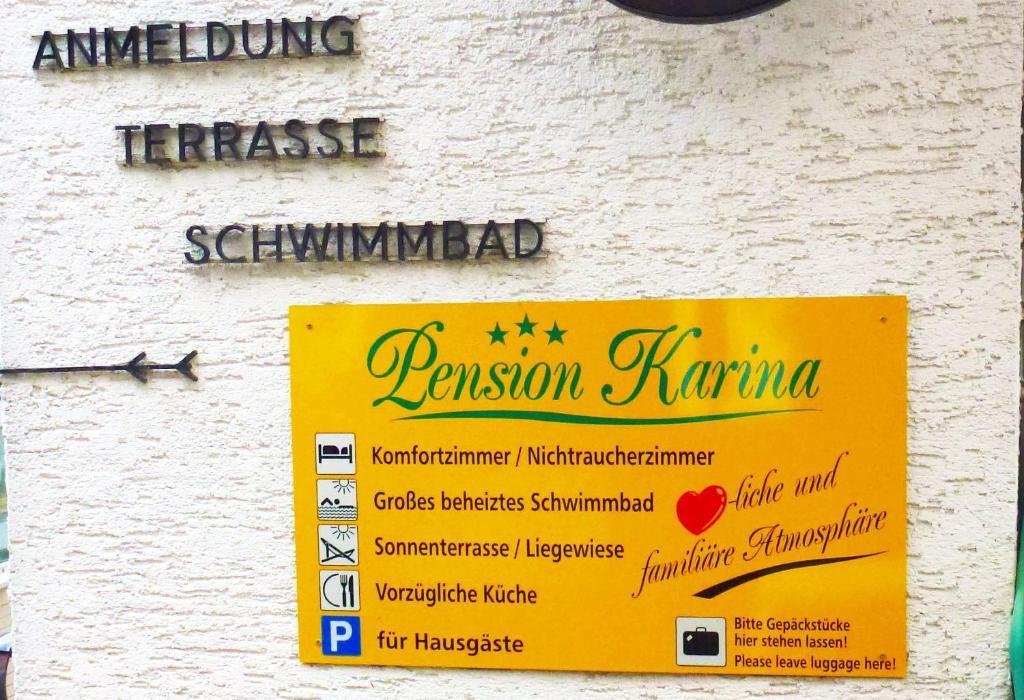 ANMELDUNG
TERRASSE
SCHWIMMBAD
Pension Karina
Komfortzimmer / Nichtraucherzimmer
Großes beheiztes Schwimmbad
Sonnenterrasse / Liegewiese
Vorzügliche Küche
P für Hausgäste
-liche und
familiäre Atmosphäre
Bitte Gepäckstücke
hier stehen lassen!
Please leave luggage here!